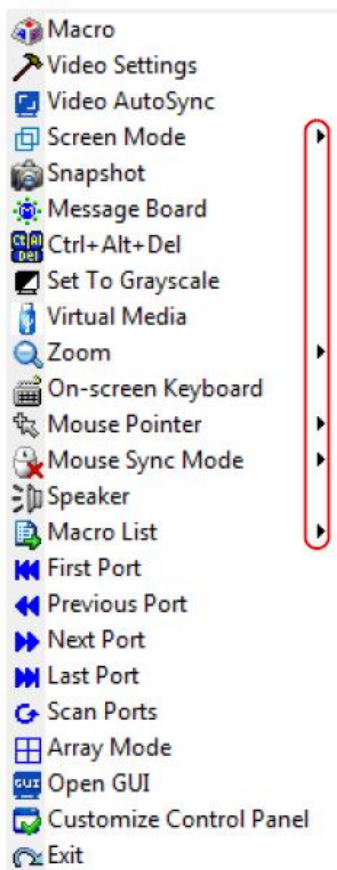 Macro
Video Settings
Video AutoSync
Screen Mode
Snapshot
Message Board
Ctrl+Alt+Del
Set To Grayscale
Virtual Media
Zoom
On-screen Keyboard
Mouse Pointer
Mouse Sync Mode
Speaker
Macro List
First Port
Previous Port
Next Port
Last Port
Scan Ports
Array Mode
GUI Open GUI
Customize Control Panel
Exit